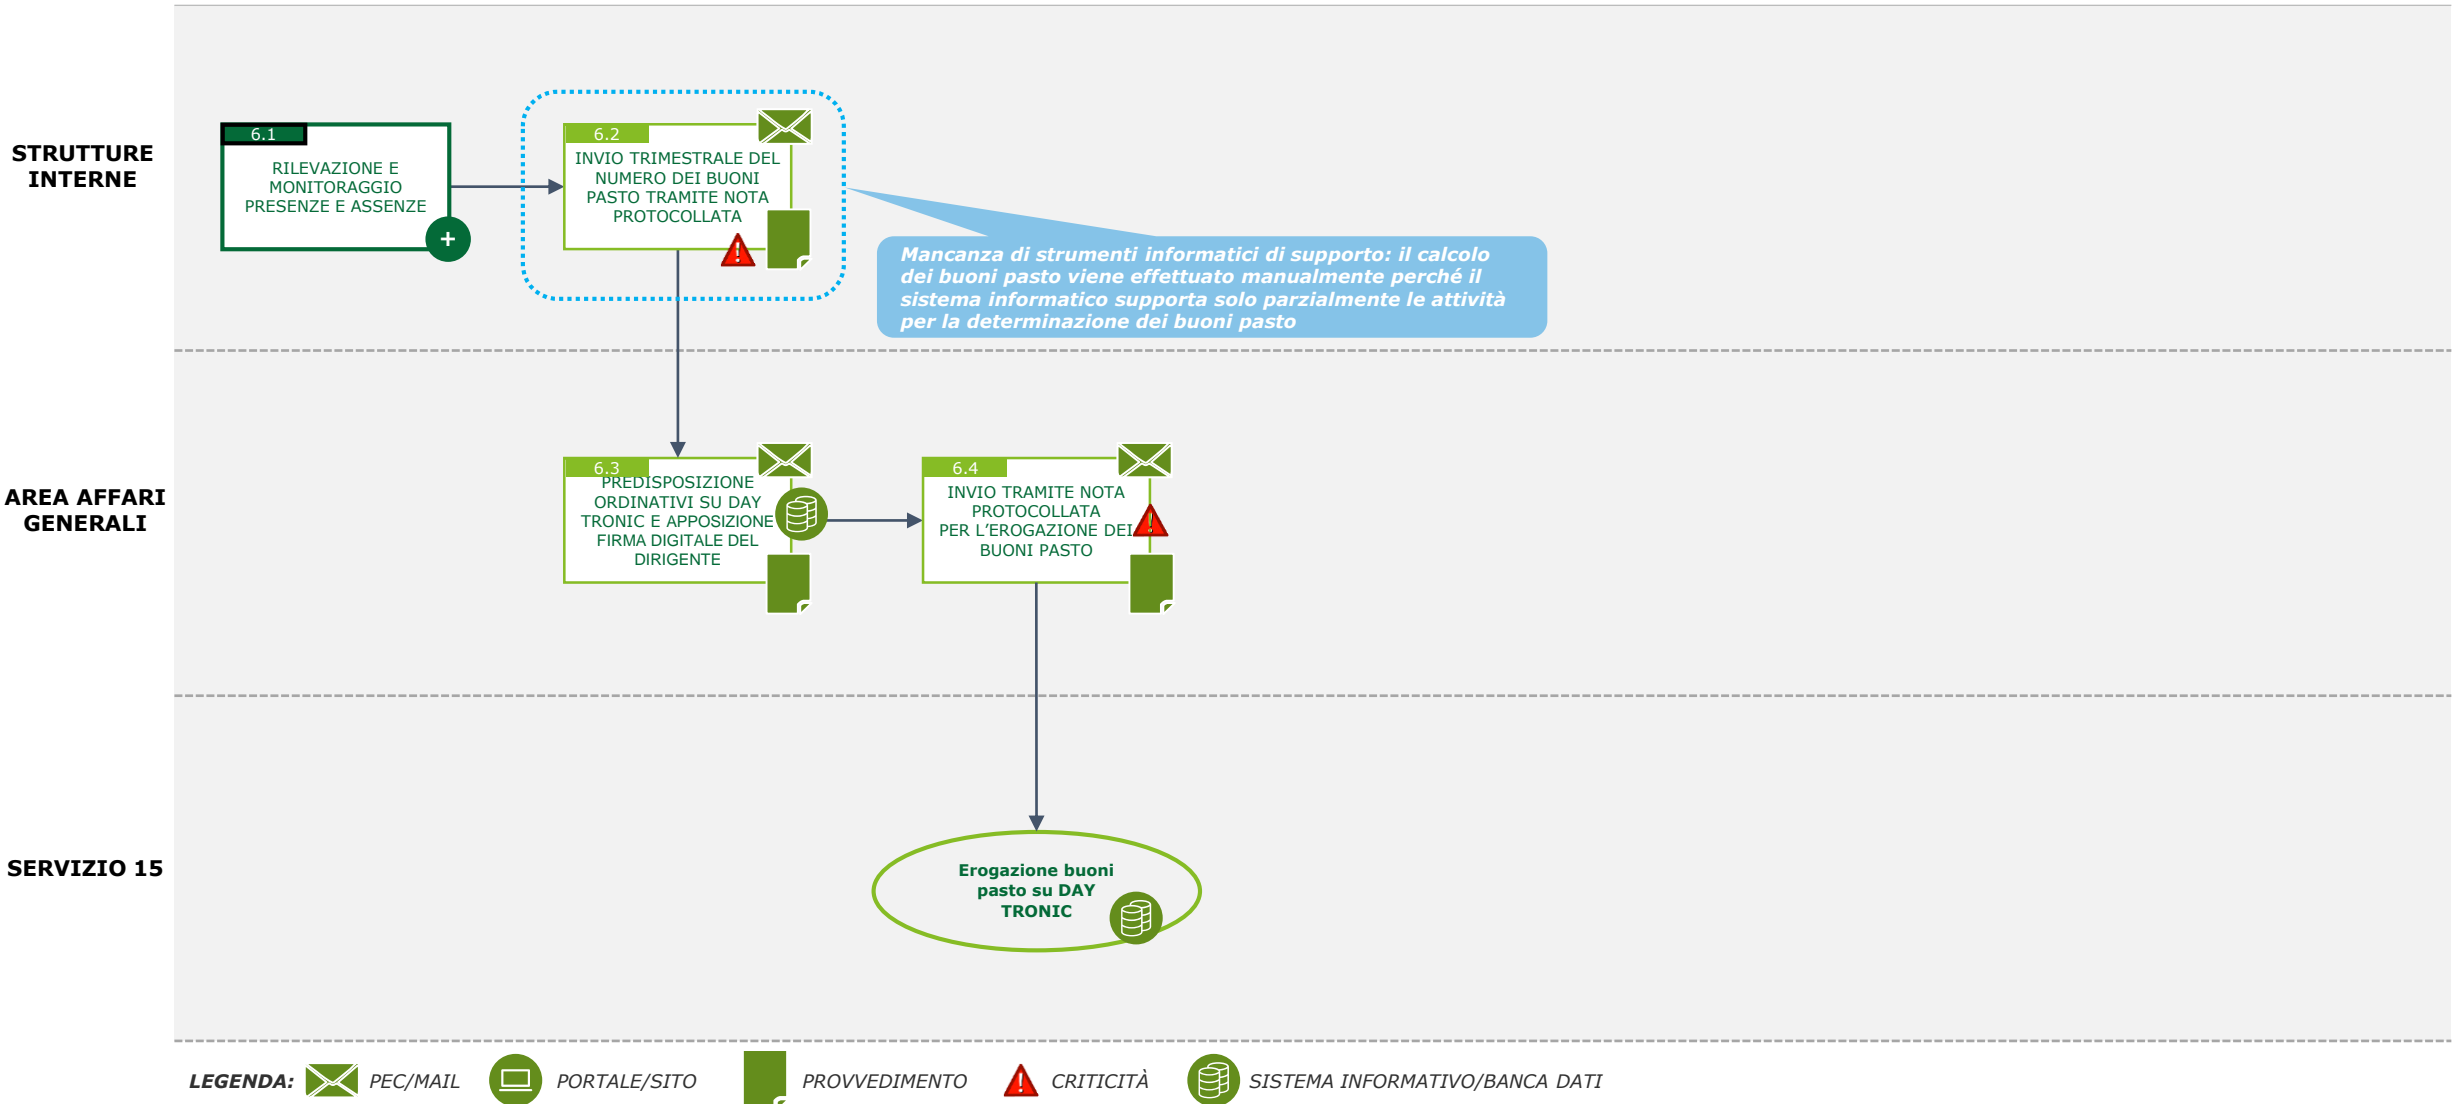 STRUTTURE
INTERNE
6.1
RILEVAZIONE E
MONITORAGGIO
PRESENZE E ASSENZE
+
6.2
INVIO TRIMESTRALE DEL
NUMERO DEI BUONI
PASTO TRAMITE NOTA
PROTOCOLLATA
Mancanza di strumenti informatici di supporto: il calcolo
dei buoni pasto viene effettuato manualmente perché il
sistema informatico supporta solo parzialmente le attività
per la determinazione dei buoni pasto
AREA AFFARI
GENERALI
6.3
PREDISPOSIZIONE
ORDINATIVI SU DAY
TRONIC E APPOSIZIONE
FIRMA DIGITALE DEL
DIRIGENTE
6.4
INVIO TRAMITE NOTA
PROTOCOLLATA
PER L’EROGAZIONE DEI
BUONI PASTO
SERVIZIO 15
Erogazione buoni
pasto su DAY
TRONIC
LEGENDA: PEC/MAIL PORTALE/SITO PROVVEDIMENTO CRITICITÀ SISTEMA INFORMATIVO/BANCA DATI